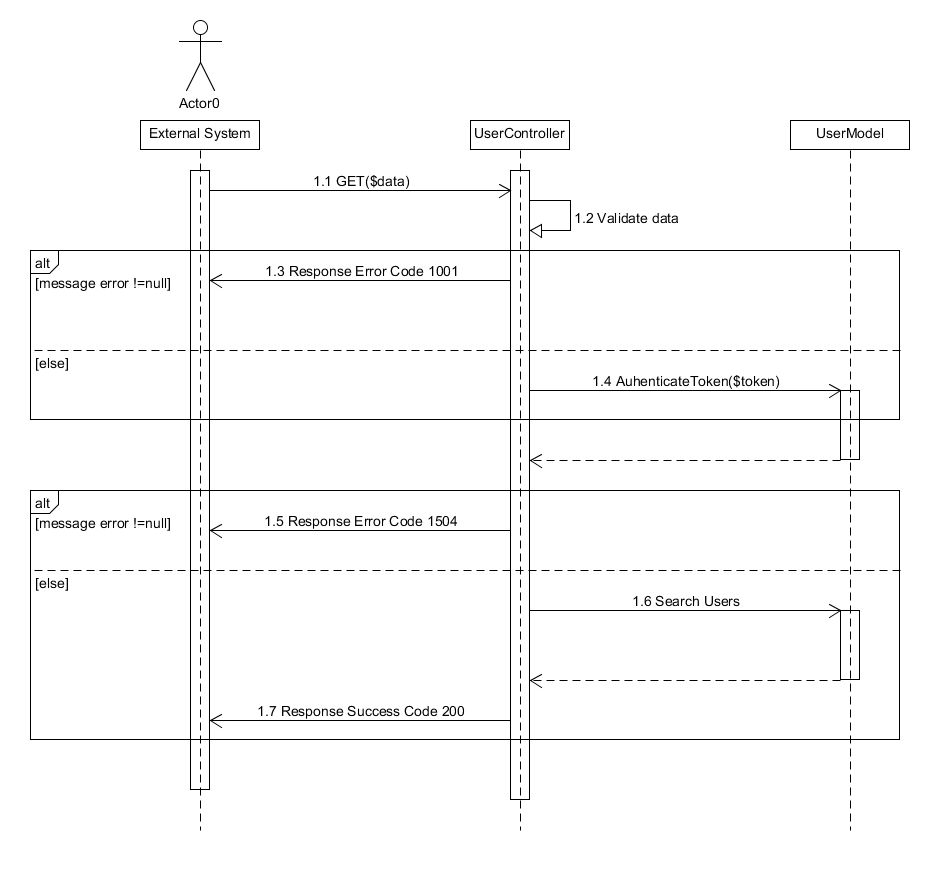 Actor0
External System
UserController
UserModel
1.1 GET($data)
1.2 Validate data
alt
[message error !=null]
1.3 Response Error Code 1001
[else]
1.4 AuhenticateToken($token)
alt
[message error !=null]
1.5 Response Error Code 1504
[else]
1.6 Search Users
1.7 Response Success Code 200